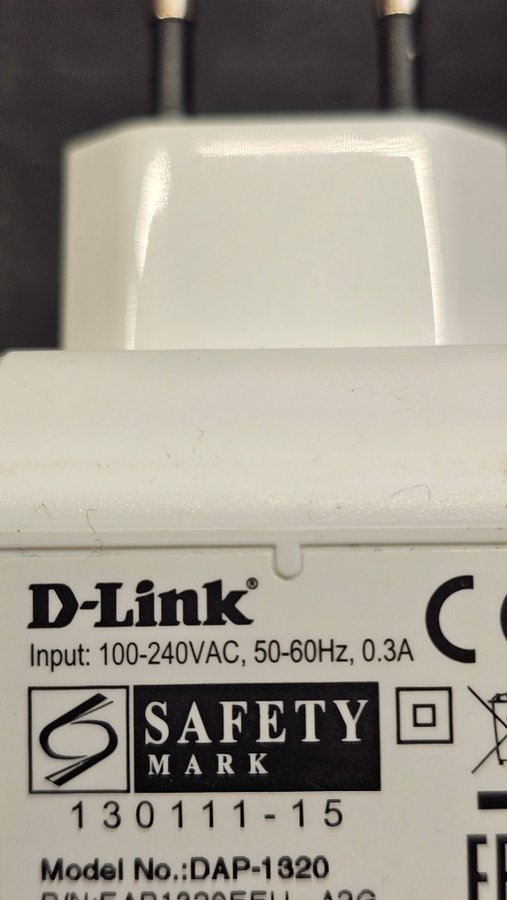 D-Link®
Input: 100-240VAC, 50-60Hz, 0.3A
SAFETY
MARK
130111-15
Model No.:DAP-1320